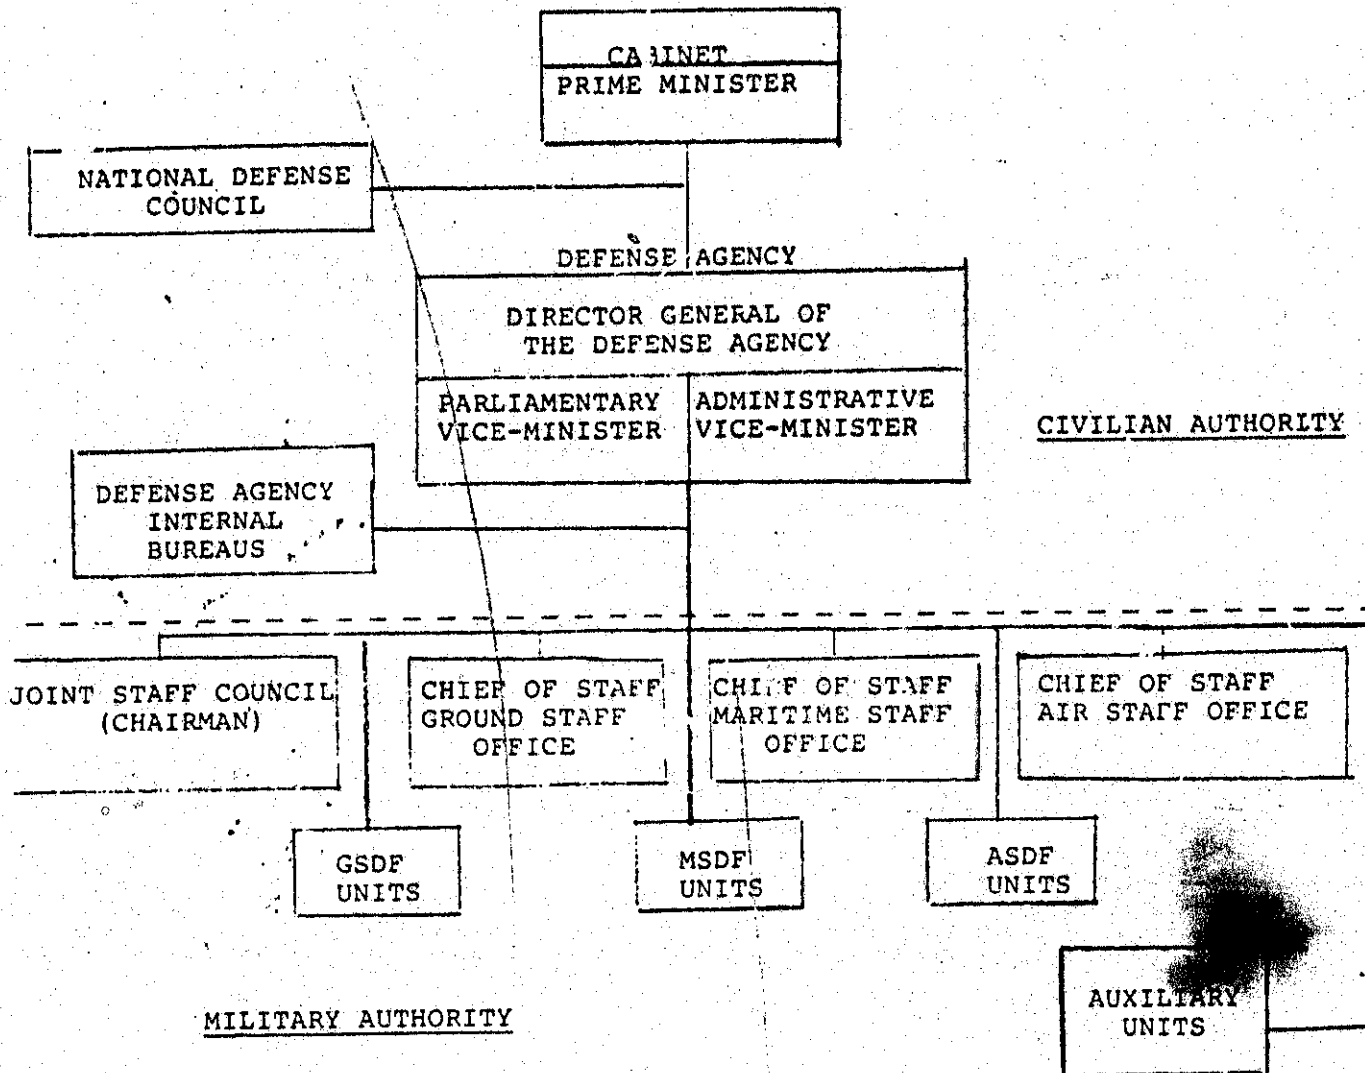 CABINET
PRIME MINISTER
NATIONAL DEFENSE
COUNCIL
DEFENSE AGENCY
DIRECTOR GENERAL OF
THE DEFENSE AGENCY
PARLIAMENTARY
VICE-MINISTER
ADMINISTRATIVE
VICE-MINISTER
CIVILIAN AUTHORITY
DEFENSE AGENCY
INTERNAL
BUREAUS
JOINT STAFF COUNCIL
(CHAIRMAN)
CHIEF OF STAFF
GROUND STAFF
OFFICE
CHIEF OF STAFF
MARITIME STAFF
OFFICE
CHIEF OF STAFF
AIR STAFF OFFICE
GSDF
UNITS
MSDF
UNITS
ASDF
UNITS
AUXILIARY
UNITS
MILITARY AUTHORITY